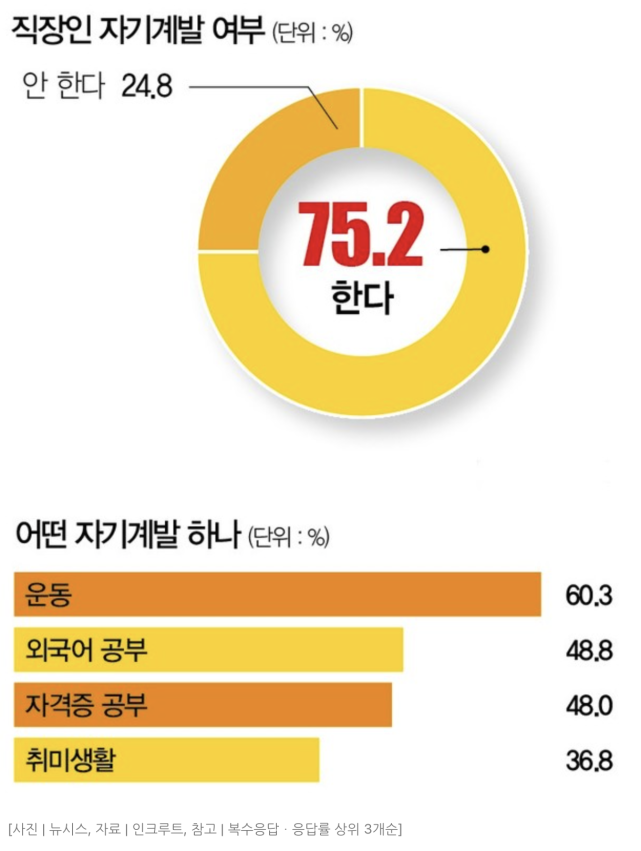 직장인 자기계발 여부 (단위 : %)
안 한다 24.8
75.2
한다
어떤 자기계발 하나 (단위 : %)
운동 60.3
외국어 공부 48.8
자격증 공부 48.0
취미생활 36.8
[사진 | 뉴시스, 자료 | 인크루트, 참고 | 복수응답 · 응답률 상위 3개순]